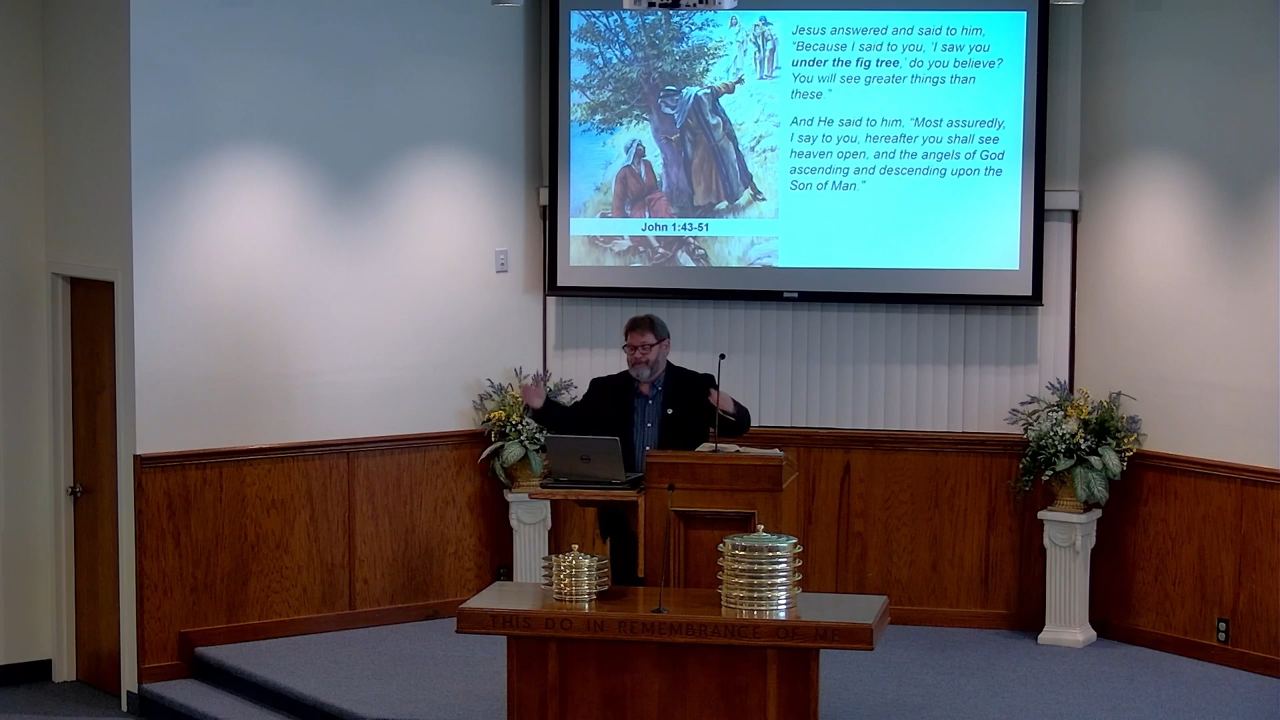 Jesus answered and said to him,
"Because I said to you, 'I saw you
under the fig tree,' do you believe?
You will see greater things than
these."
And He said to him, "Most assuredly,
I say to you, hereafter you shall see
heaven open, and the angels of God
ascending and descending upon the
Son of Man."
John 1:43-51
THIS DO IN REMEMBRANCE OF ME